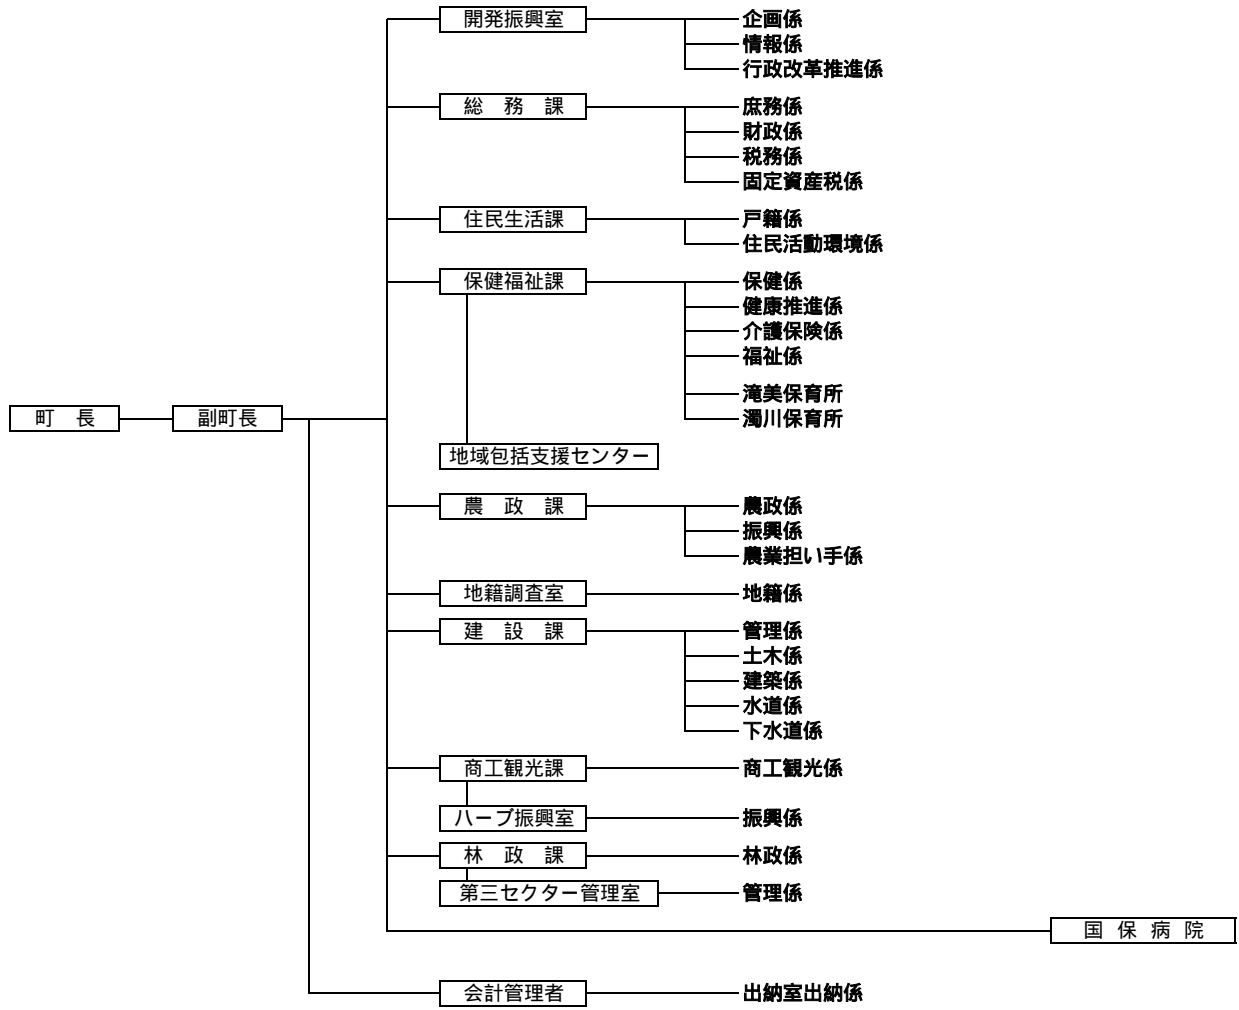 開発振興室 企画係
情報係
行政改革推進係
総　務　課 庶務係
財政係
税務係
固定資産税係
住民生活課 戸籍係
住民活動環境係
保健福祉課 保健係
健康推進係
介護保険係
福祉係
滝美保育所
町　長 副町長 濁川保育所
地域包括支援センター
農　政　課 農政係
振興係
農業担い手係
地籍調査室 地籍係
建　設　課 管理係
土木係
建築係
水道係
下水道係
商工観光課 商工観光係
ハーブ振興室 振興係
林　政　課 林政係
第三セクター管理室 管理係
国 保 病 院
会計管理者 出納室出納係